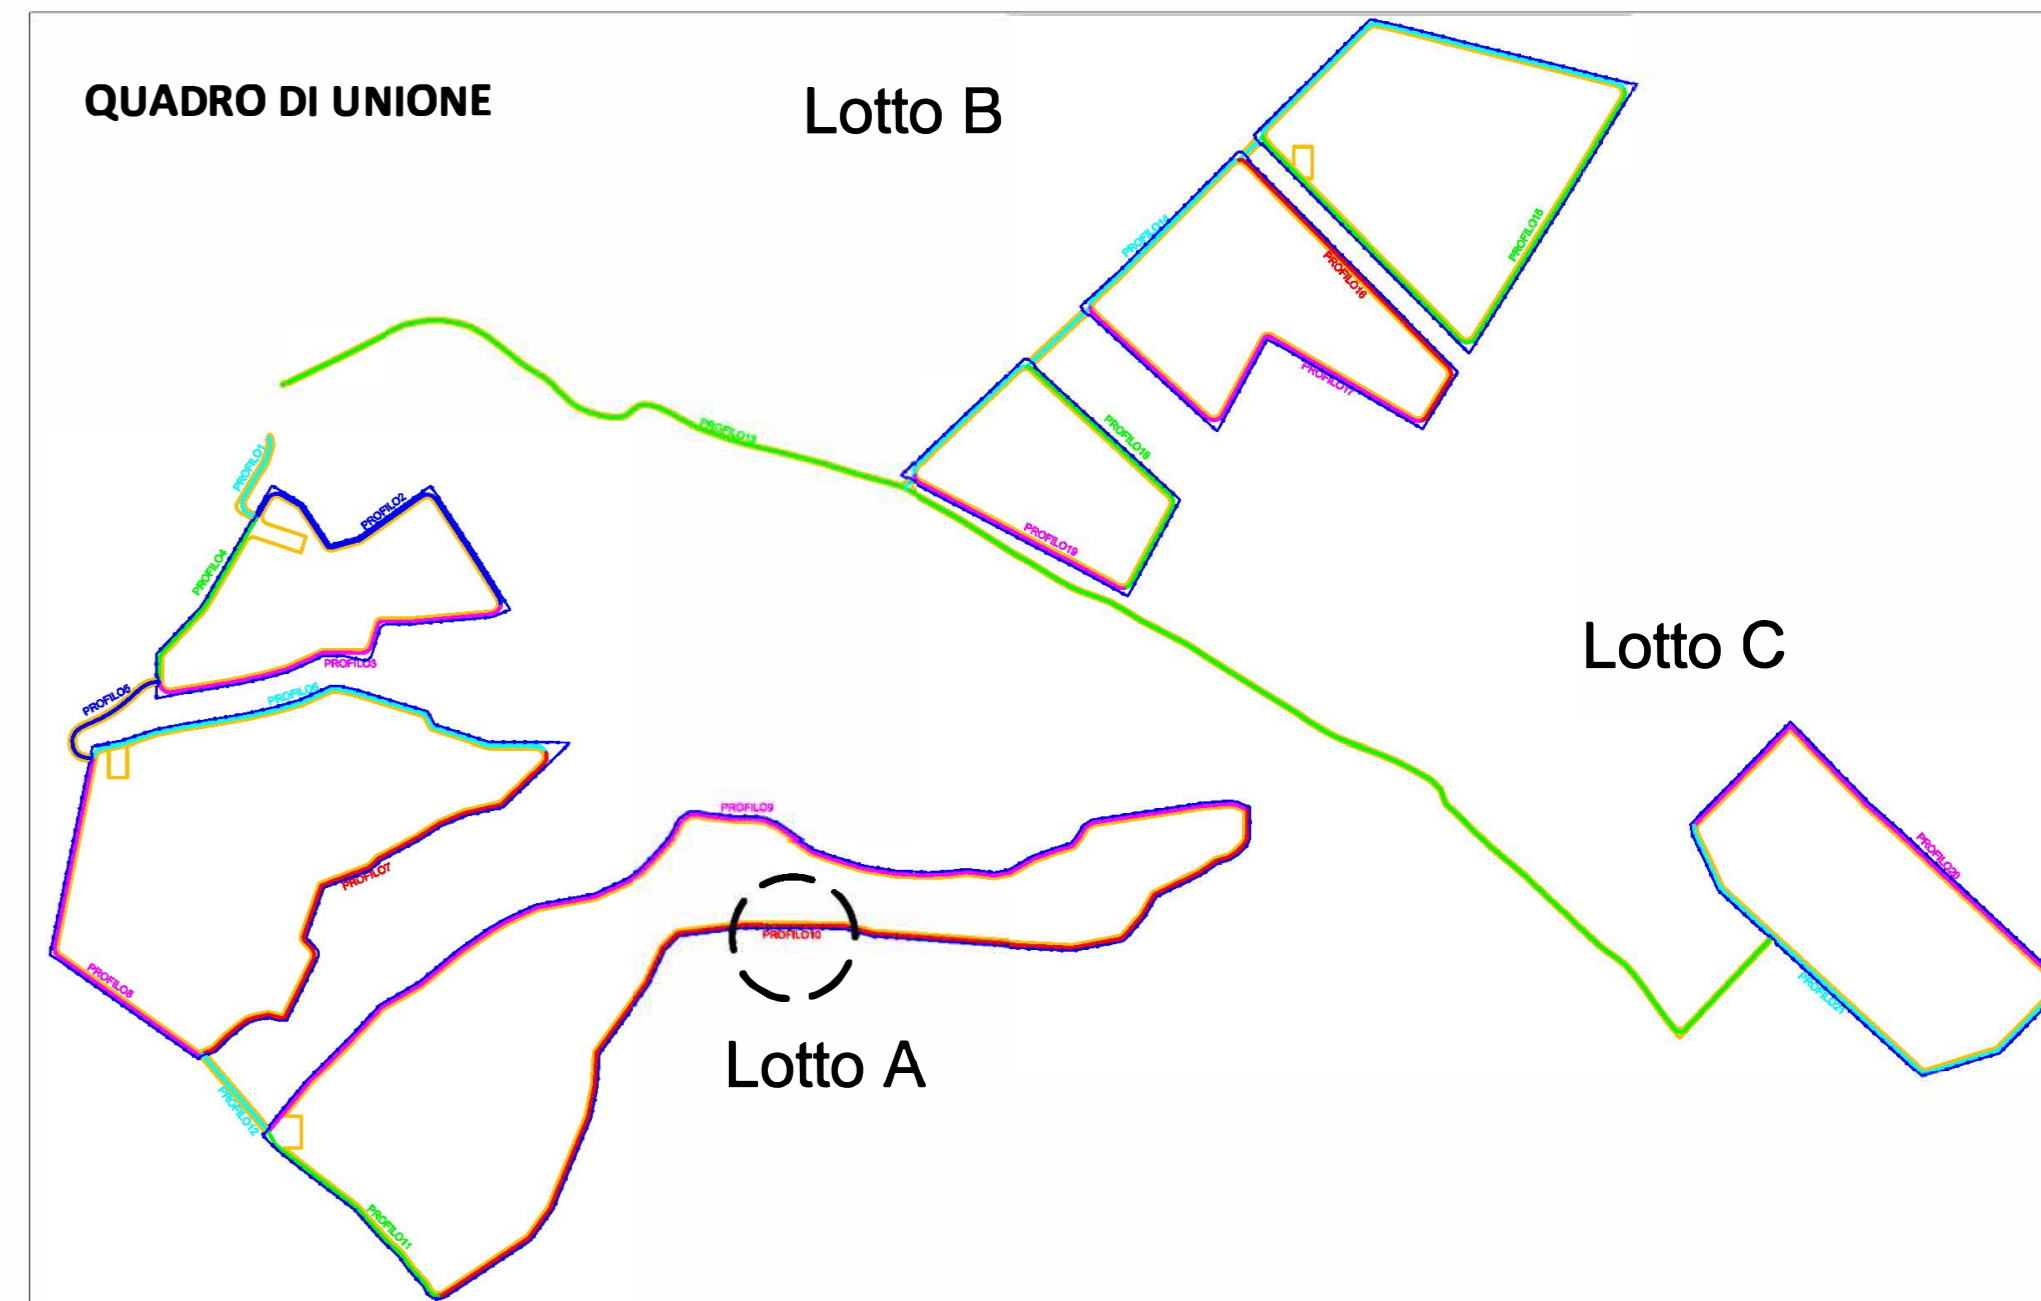 QUADRO DI UNIONE
Lotto B
PROFILO14
PROFILO15
PROFILO16
PROFILO17
PROFILO13
PROFILO18
PROFILO1
PROFILO2
PROFILO19
PROFILO4
Lotto C
PROFILO3
PROFILO5
PROFILO6
PROFILO9
PROFILO20
PROFILO7
PROFILO10
PROFILO8
PROFILO21
Lotto A
PROFILO12
PROFILO11